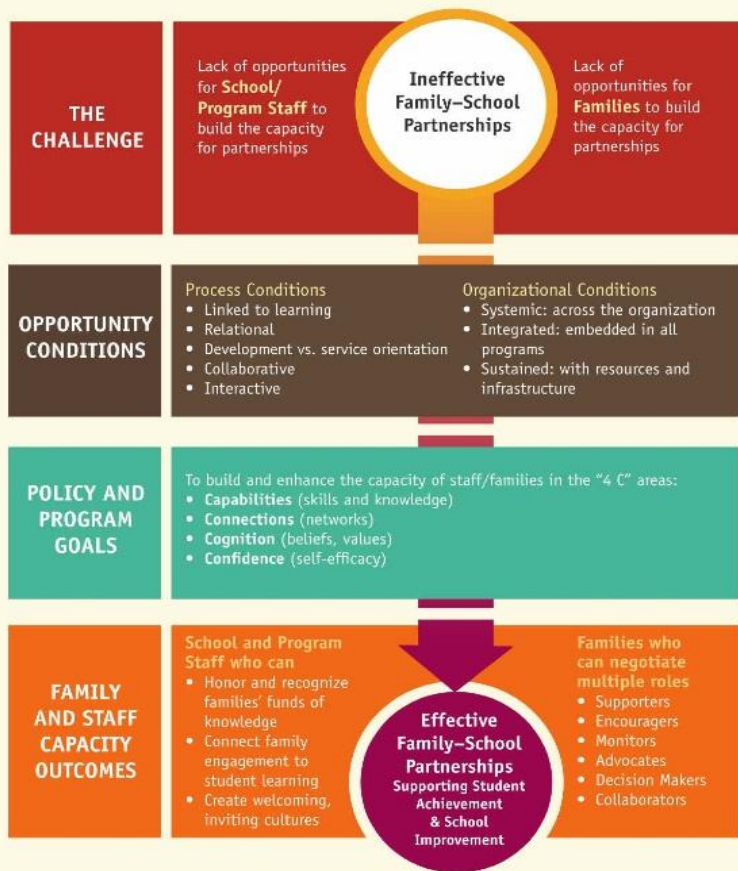 THE
CHALLENGE
Lack of opportunities
for School/
Program Staff to
build the capacity
for partnerships
Ineffective
Family–School
Partnerships
Lack of
opportunities for
Families to build
the capacity for
partnerships
OPPORTUNITY
CONDITIONS
Process Conditions
• Linked to learning
• Relational
• Development vs. service orientation
• Collaborative
• Interactive
Organizational Conditions
• Systemic: across the organization
• Integrated: embedded in all
programs
• Sustained: with resources and
infrastructure
POLICY AND
PROGRAM
GOALS
To build and enhance the capacity of staff/families in the “4 C” areas:
• Capabilities (skills and knowledge)
• Connections (networks)
• Cognition (beliefs, values)
• Confidence (self-efficacy)
FAMILY
AND STAFF
CAPACITY
OUTCOMES
School and Program
Staff who can
• Honor and recognize
families’ funds of
knowledge
• Connect family
engagement to
student learning
• Create welcoming,
inviting cultures
Effective
Family–School
Partnerships
Supporting Student
Achievement
& School
Improvement
Families who
can negotiate
multiple roles
• Supporters
• Encouragers
• Monitors
• Advocates
• Decision Makers
• Collaborators